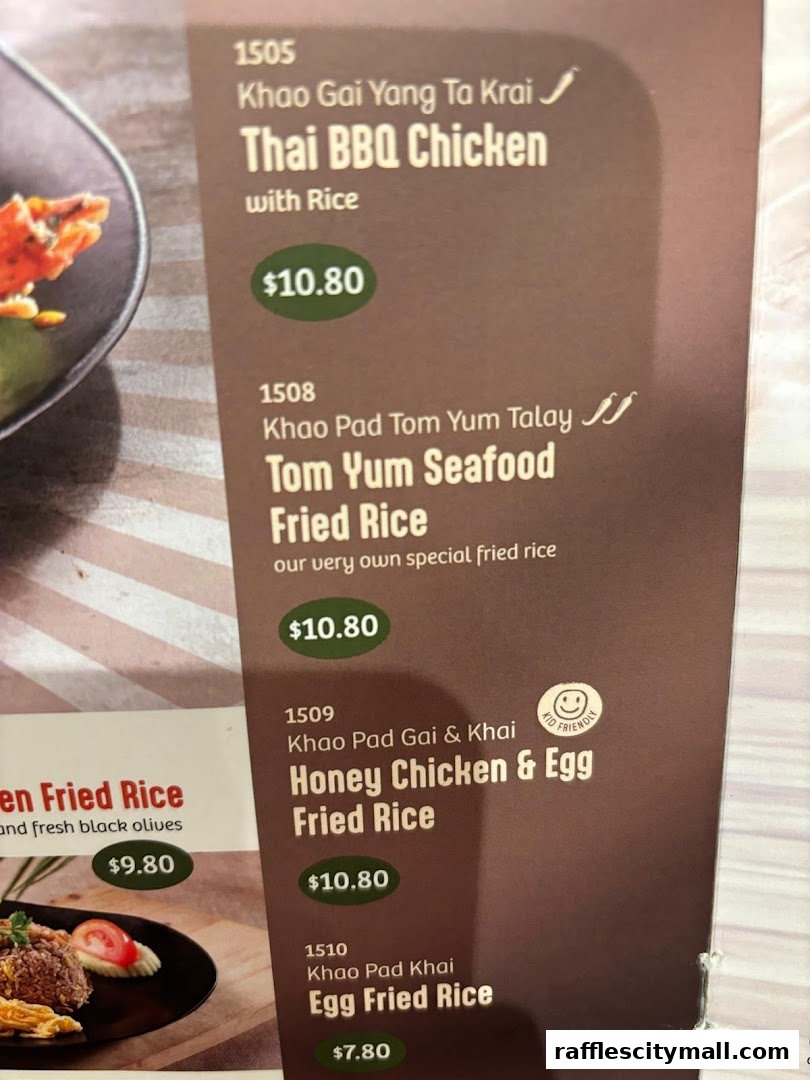 1505
Khao Gai Yang Ta Krai
Thai BBQ Chicken
with Rice
$10.80
1508
Khao Pad Tom Yum Talay
Tom Yum Seafood
Fried Rice
our very own special fried rice
$10.80
1509
KID FRIENDLY
Khao Pad Gai & Khai
Honey Chicken & Egg
Fried Rice
$10.80
1510
Khao Pad Khai
Egg Fried Rice
$7.80
en Fried Rice
and fresh black olives
$9.80
rafflescitymall.com